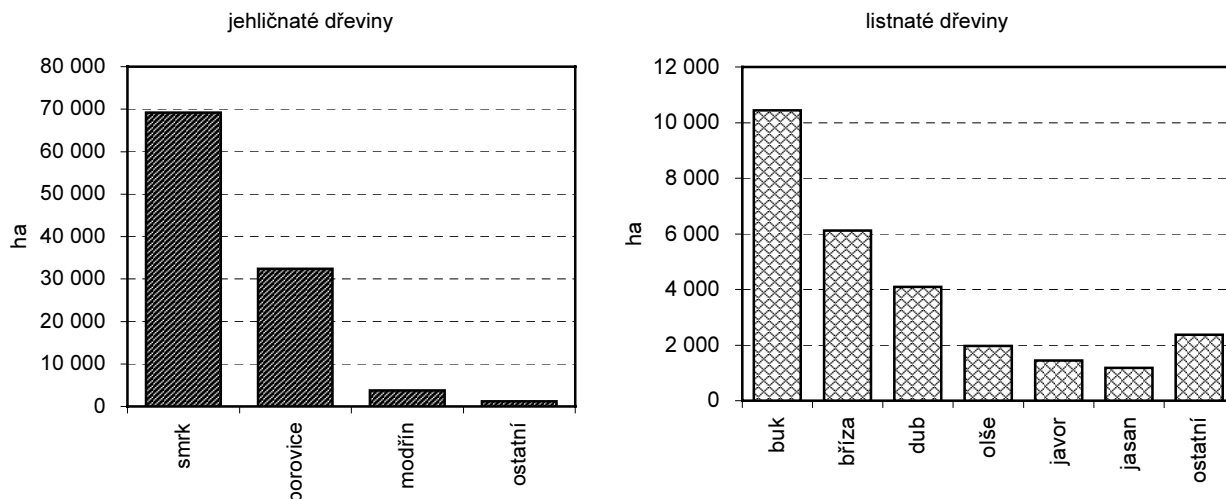 jehličnaté dřeviny
80 000
70 000
60 000
50 000
40 000
30 000
20 000
10 000
0
ha
smrk
borovice
modřín
ostatní
listnaté dřeviny
12 000
10 000
8 000
6 000
4 000
2 000
0
ha
buk
bříza
dub
olše
javor
jasan
ostatní